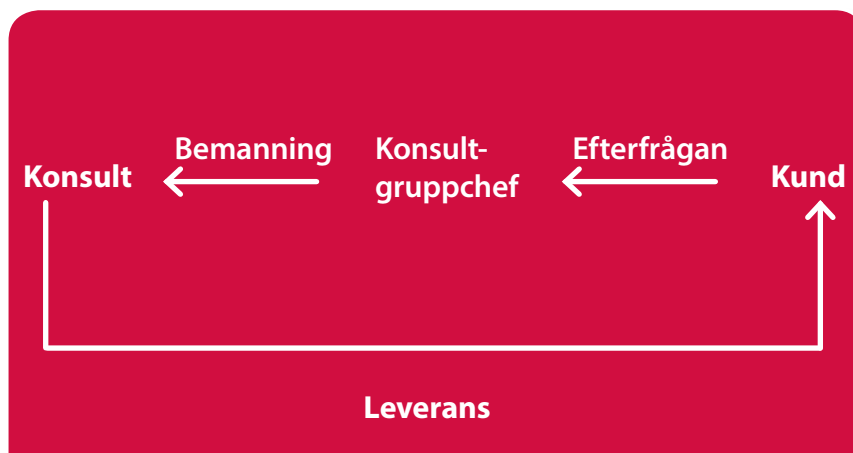 Bemanning
Konsult-
Efterfrågan
Konsult
gruppchef
Kund
Leverans